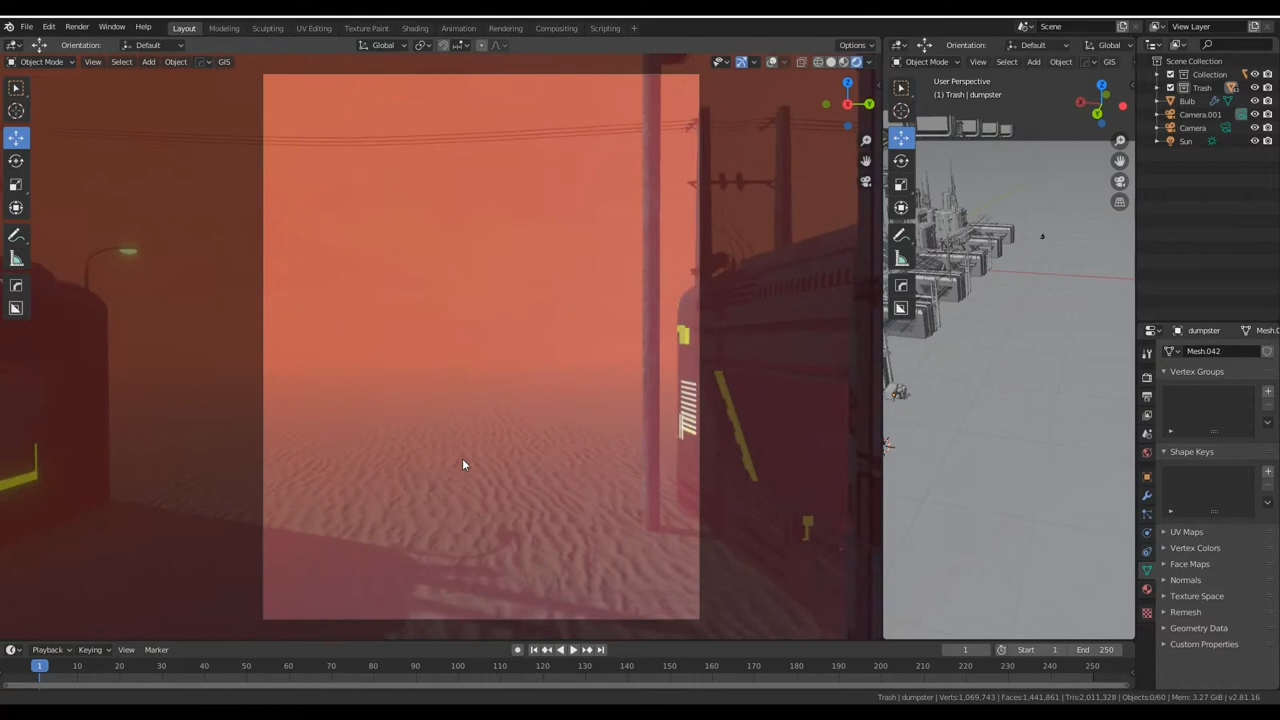 File Edit Render Window Help Layout Modeling Sculpting UV Editing Texture Paint Shading Animation Rendering Compositing Scripting + Scene View Layer
Orientation: Default Global Options Orientation: Default Global
Object Mode View Select Add Object GIS Object Mode View Select Add Object GIS Scene Collection
Collection
User Perspective
Trash
(1) Trash | dumpster
Bulb
Camera.001
Camera
Sun
Z
X
Y
Z
Y
dumpster Mesh.0
Mesh.042
Vertex Groups
Shape Keys
UV Maps
Vertex Colors
Face Maps
Normals
Texture Space
Remesh
Geometry Data
Custom Properties
Playback Keying View Marker 1 Start 1 End 250
1 10 20 30 40 50 60 70 80 90 100 110 120 130 140 150 160 170 180 190 200 210 220 230 240 250
Trash | dumpster | Verts:1,069,743 | Faces:1,441,861 | Tris:2,011,328 | Objects:0/60 | Mem: 3.27 GiB | v2.81.16